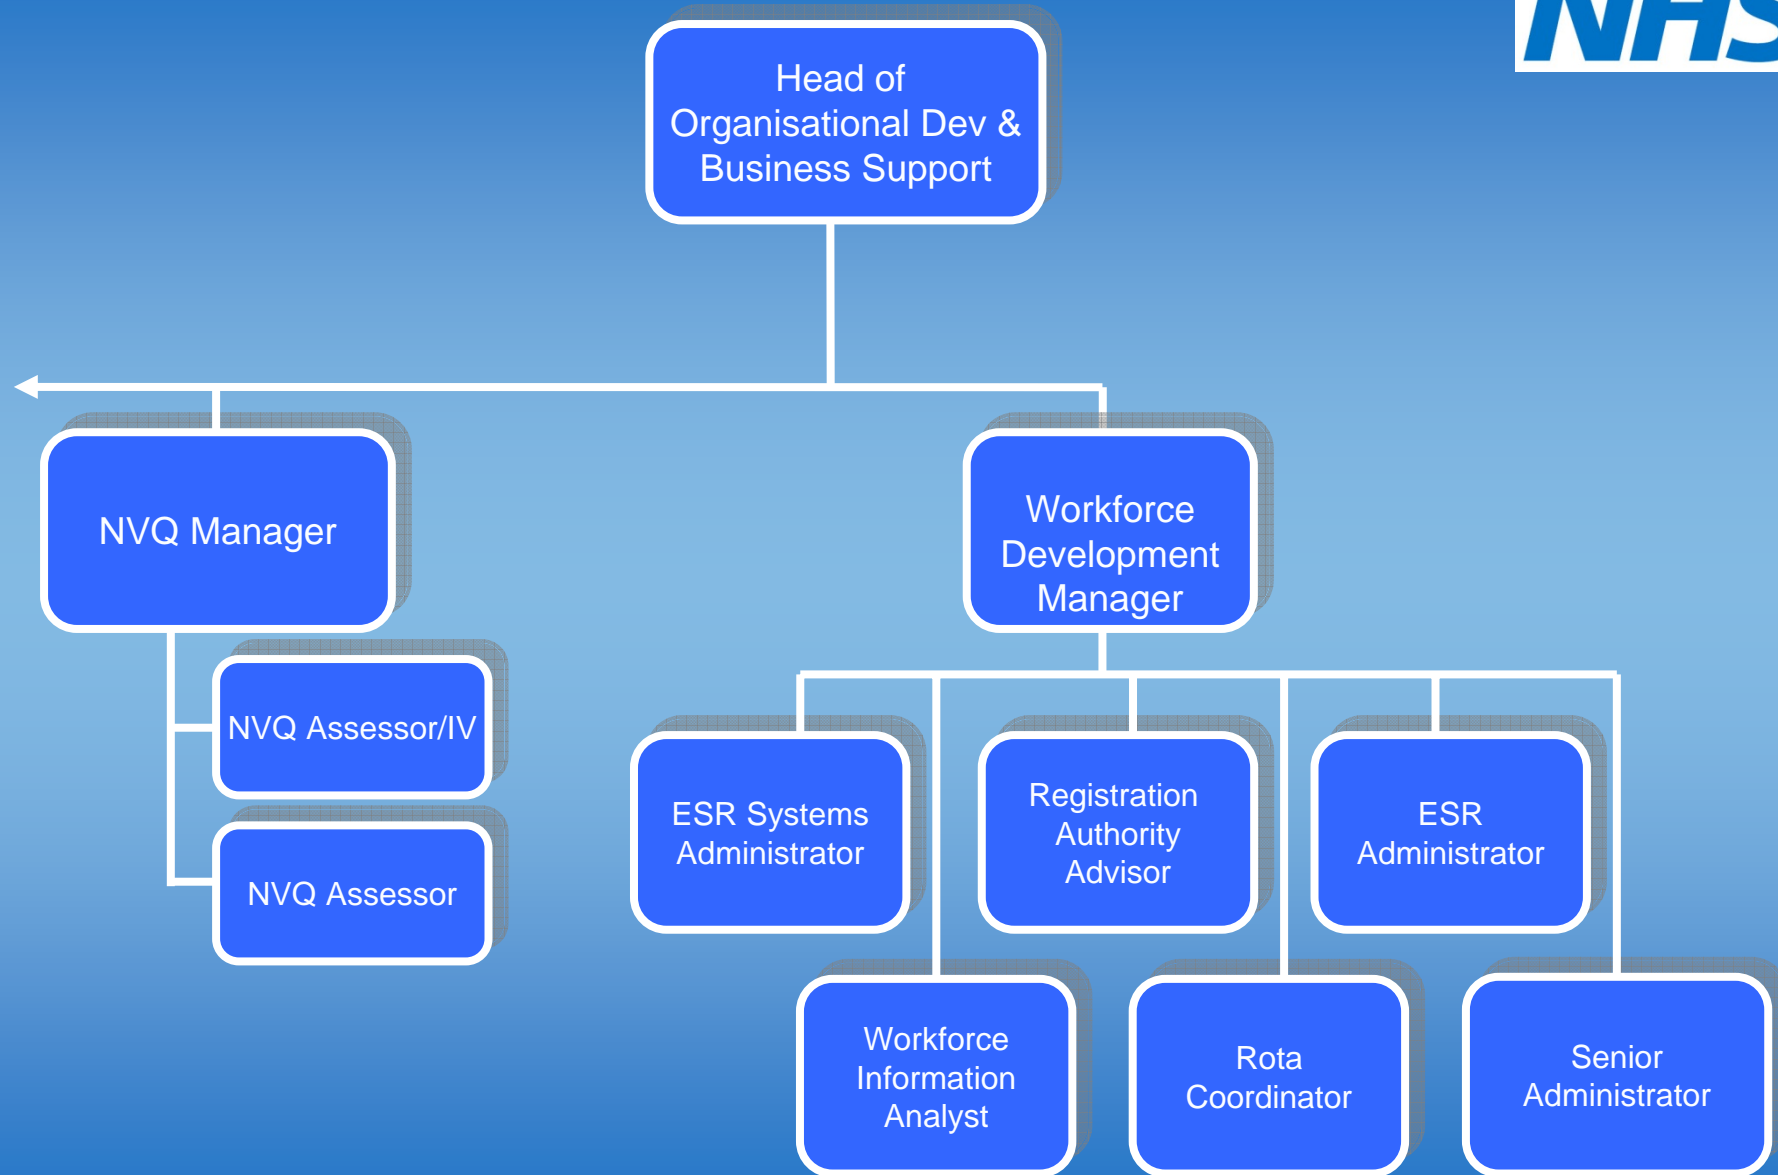 NHS
Head of
Organisational Dev &
Business Support
NVQ Manager
Workforce
Development
Manager
NVQ Assessor/IV
NVQ Assessor
ESR Systems
Administrator
Registration
Authority
Advisor
ESR
Administrator
Workforce
Information
Analyst
Rota
Coordinator
Senior
Administrator